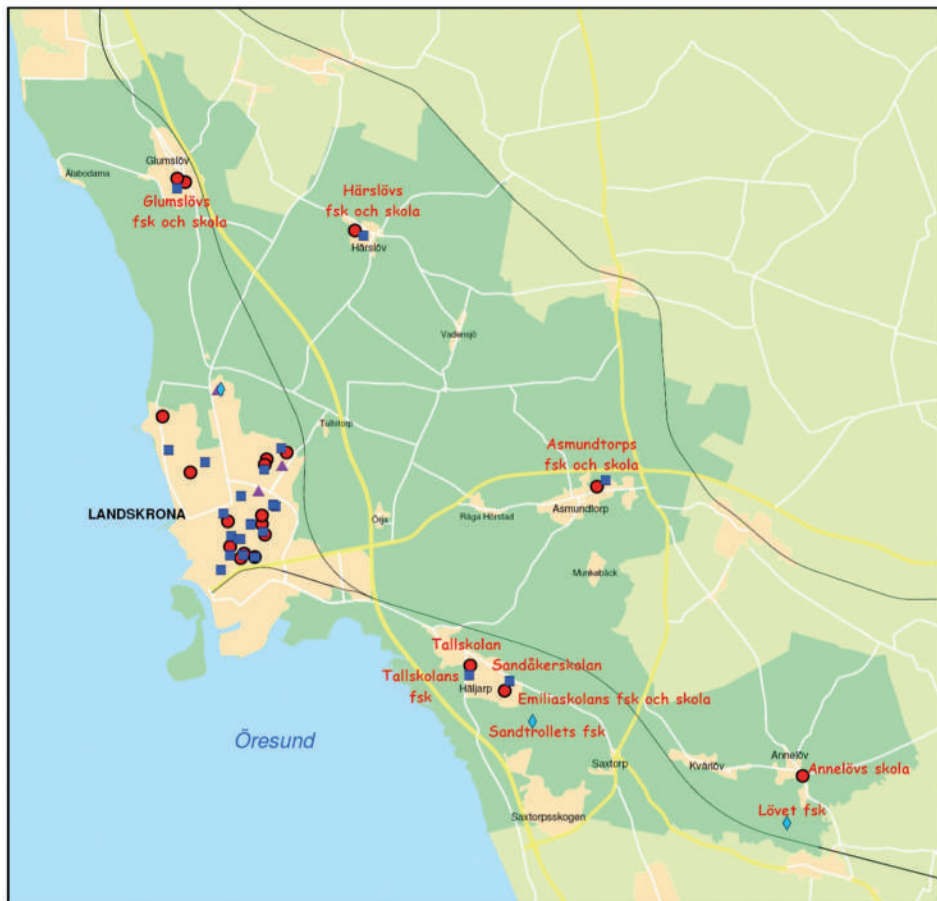 Glumslöv
Ålabodarna
Glumslövs
fsk och skola
Härslövs
fsk och skola
Härslöv
Vadensjö
Tullstorp
Asmundtorps
fsk och skola
LANDSKRONA
Örja
Råga Hörstad
Asmundtorp
Munkebäck
Tallskolan
Sandåkerskolan
Tallskolans
fsk
Häljarp
Emiliaskolans fsk och skola
Sandtrollets fsk
Öresund
Saxtorp
Kvärlöv
Annelöv
Annelövs skola
Lövet fsk
Saxtorpsskogen